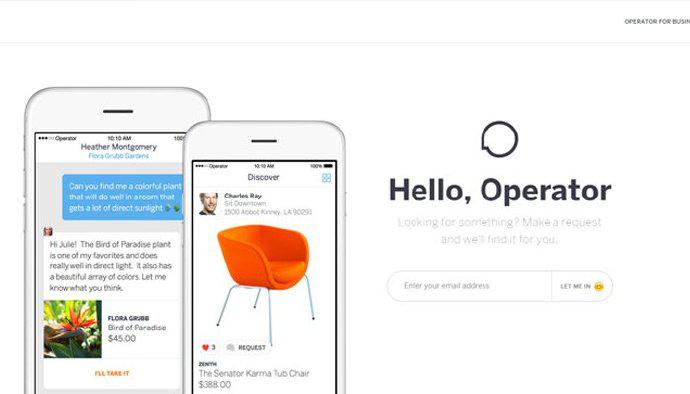 OPERATOR FOR BUSIN
Operator 10:10 AM
Heather Montgomery
Flora Grubb Gardens
Can you find me a colorful plant
that will do well in a room that
gets a lot of direct sunlight
Hi Julie! The Bird of Paradise plant
is one of my favorites and does
really well in direct light. It also has
a beautiful array of colors. Let me
know what you think.
FLORA GRUBB
Bird of Paradise
$45.00
I'LL TAKE IT
Operator 10:10 AM 100%
Discover
Charles Ray
Sit Downtown
1500 Abbot Kinney, LA 90291
3 REQUEST
ZENTH
The Senator Karma Tub Chair
$388.00
Hello, Operator
Looking for something? Make a request
and we'll find it for you.
Enter your email address LET ME IN